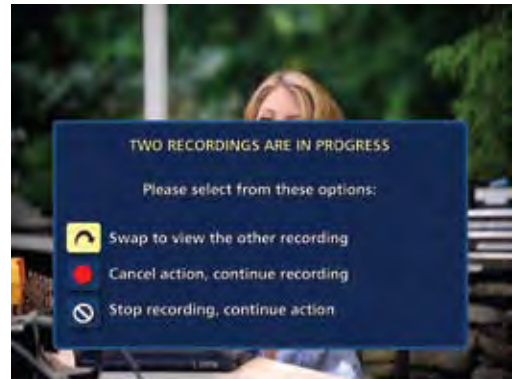 TWO RECORDINGS ARE IN PROGRESS
Please select from these options:
Swap to view the other recording
Cancel action, continue recording
Stop recording, continue action